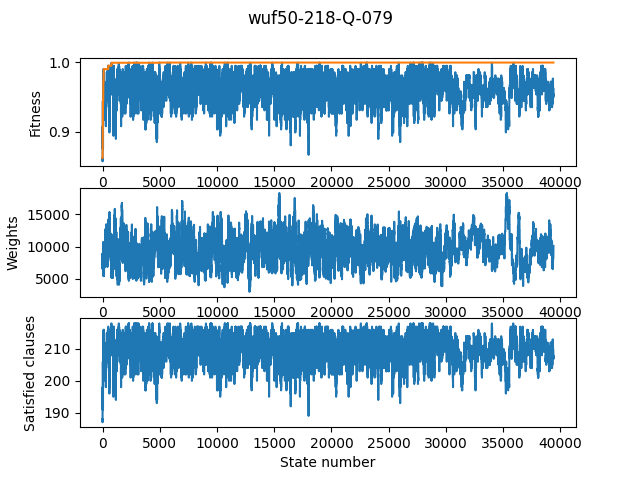 wuf50-218-Q-079
1.0
0.9
Fitness
0 5000 10000 15000 20000 25000 30000 35000 40000
15000
10000
5000
Weights
0 5000 10000 15000 20000 25000 30000 35000 40000
210
200
190
Satisfied clauses
0 5000 10000 15000 20000 25000 30000 35000 40000
State number